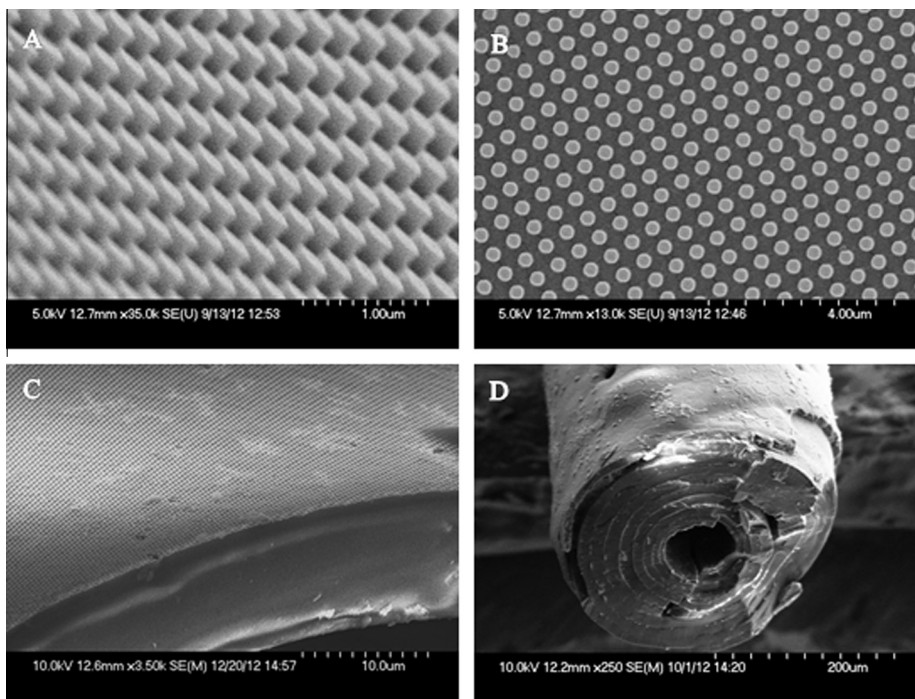 A
5.0kV 12.7mm x35.0k SE(U) 9/13/12 12:53 1.00um
B
5.0kV 12.7mm x13.0k SE(U) 9/13/12 12:46 4.00um
C
10.0kV 12.6mm x3.50k SE(M) 12/20/12 14:57 10.0um
D
10.0kV 12.2mm x250 SE(M) 10/1/12 14:20 200um